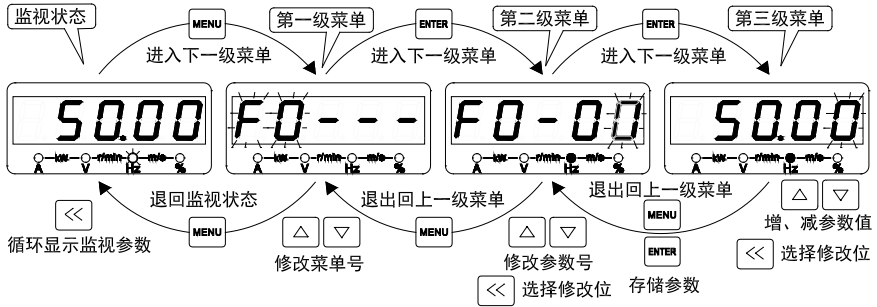 监视状态
MENU
第一级菜单
ENTER
第二级菜单
ENTER
第三级菜单
进入下一级菜单
进入下一级菜单
进入下一级菜单
50.00
F0---
F0-00
50.00
kw r/min m/s
A V Hz %
kw r/min m/s
A V Hz %
kw r/min m/s
A V Hz %
kw r/min m/s
A V Hz %
退回监视状态
退出回上一级菜单
退出回上一级菜单
<<
MENU
MENU
MENU
△ ▽
增、减参数值
循环显示监视参数
△ ▽
修改菜单号
△ ▽
修改参数号
ENTER
<< 选择修改位
<< 选择修改位
存储参数